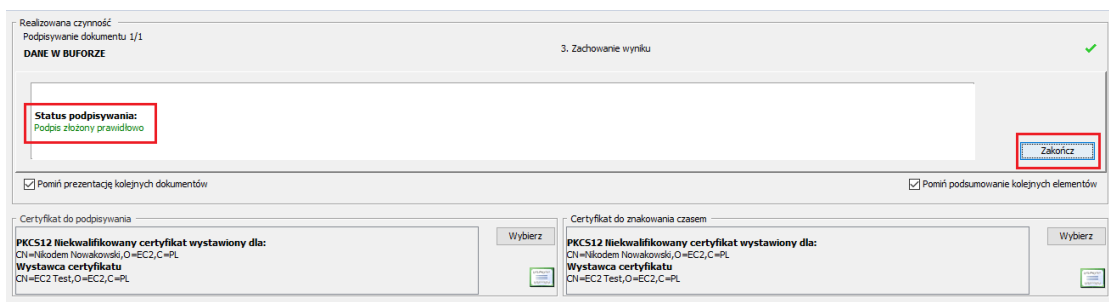 Realizowana czynność
Podpisywanie dokumentu 1/1
DANE W BUFORZE
3. Zachowanie wyniku
Status podpisywania:
Podpis złożony prawidłowo
Zakończ
Pomiń prezentację kolejnych dokumentów
Pomiń podsumowanie kolejnych elementów
Certyfikat do podpisywania
PKCS12 Niekwalifikowany certyfikat wystawiony dla:
CN=Nikodem Nowakowski,O=EC2,C=PL
Wystawca certyfikatu
CN=EC2 Test,O=EC2,C=PL
Wybierz
Certyfikat do znakowania czasem
PKCS12 Niekwalifikowany certyfikat wystawiony dla:
CN=Nikodem Nowakowski,O=EC2,C=PL
Wystawca certyfikatu
CN=EC2 Test,O=EC2,C=PL
Wybierz